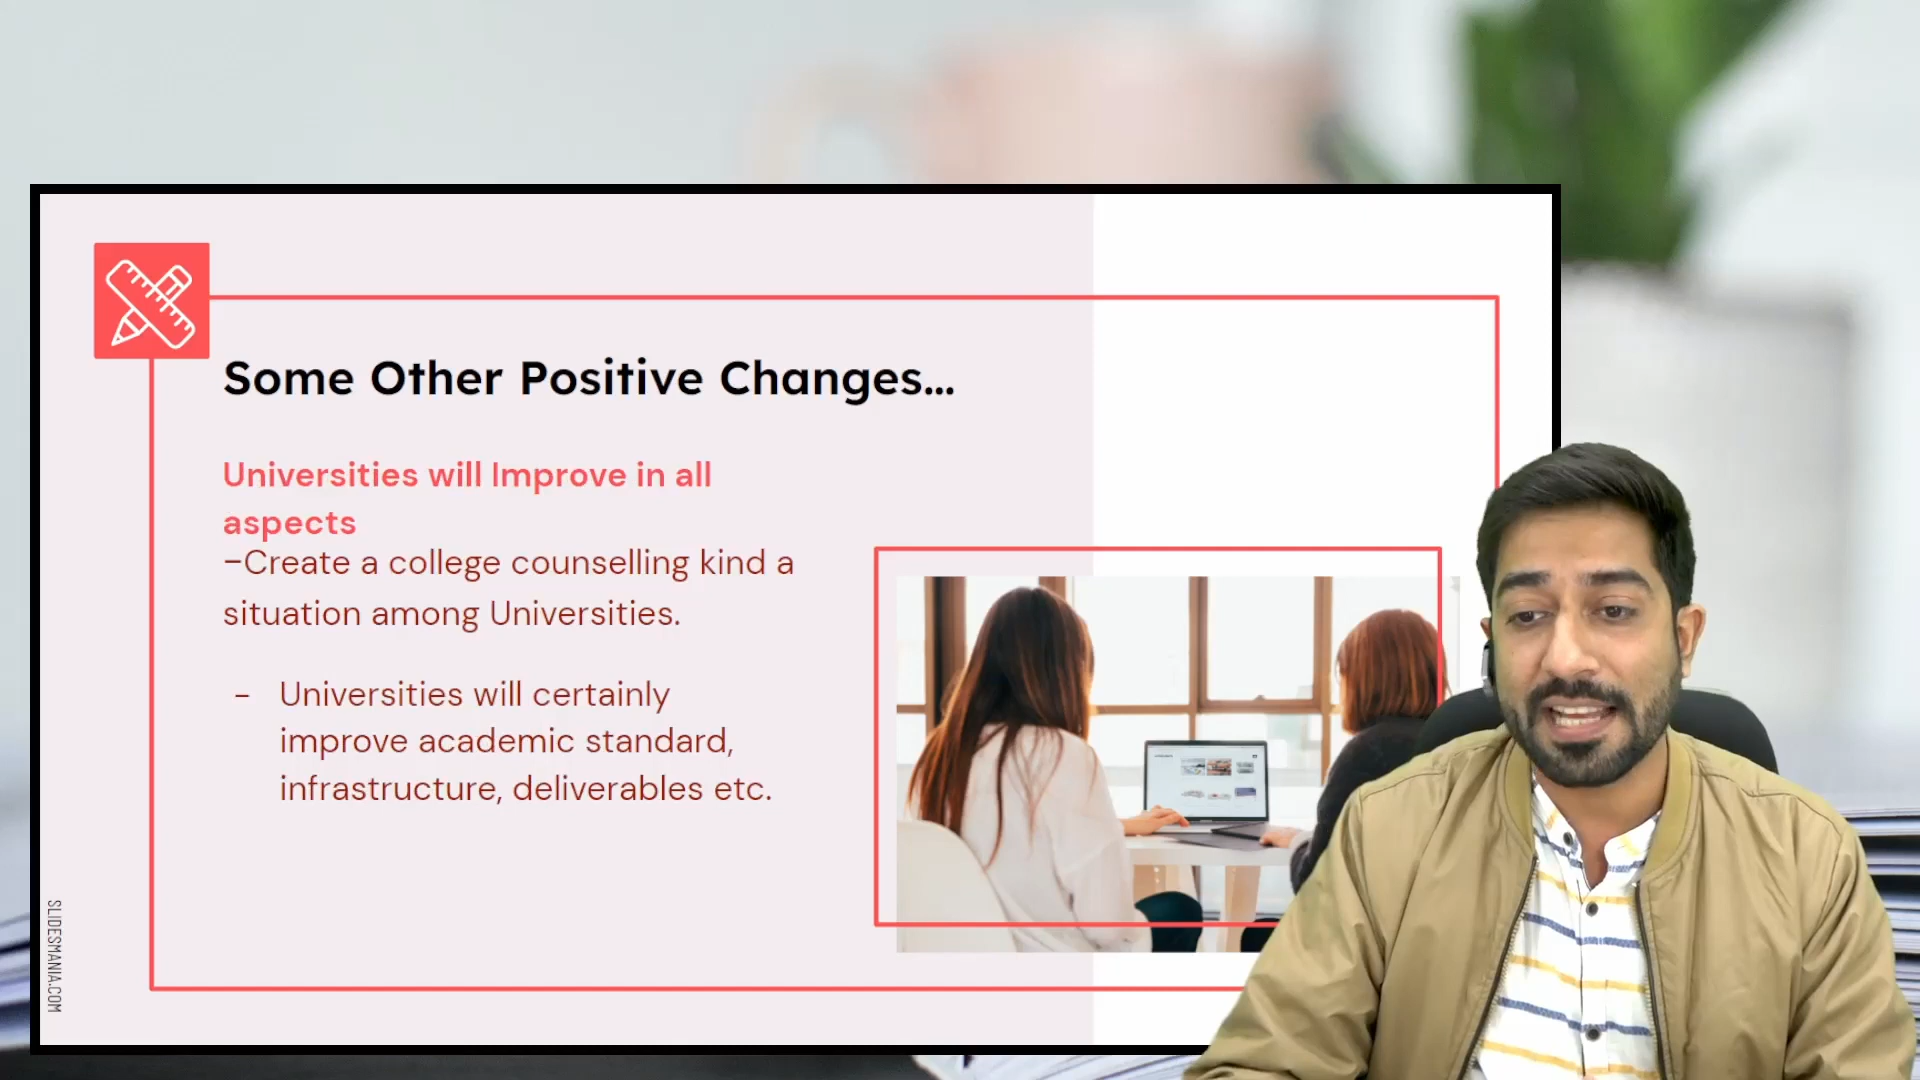 Some Other Positive Changes...
Universities will Improve in all
aspects
–Create a college counselling kind a
situation among Universities.
– Universities will certainly
improve academic standard,
infrastructure, deliverables etc.
SLIDESMANIA.COM